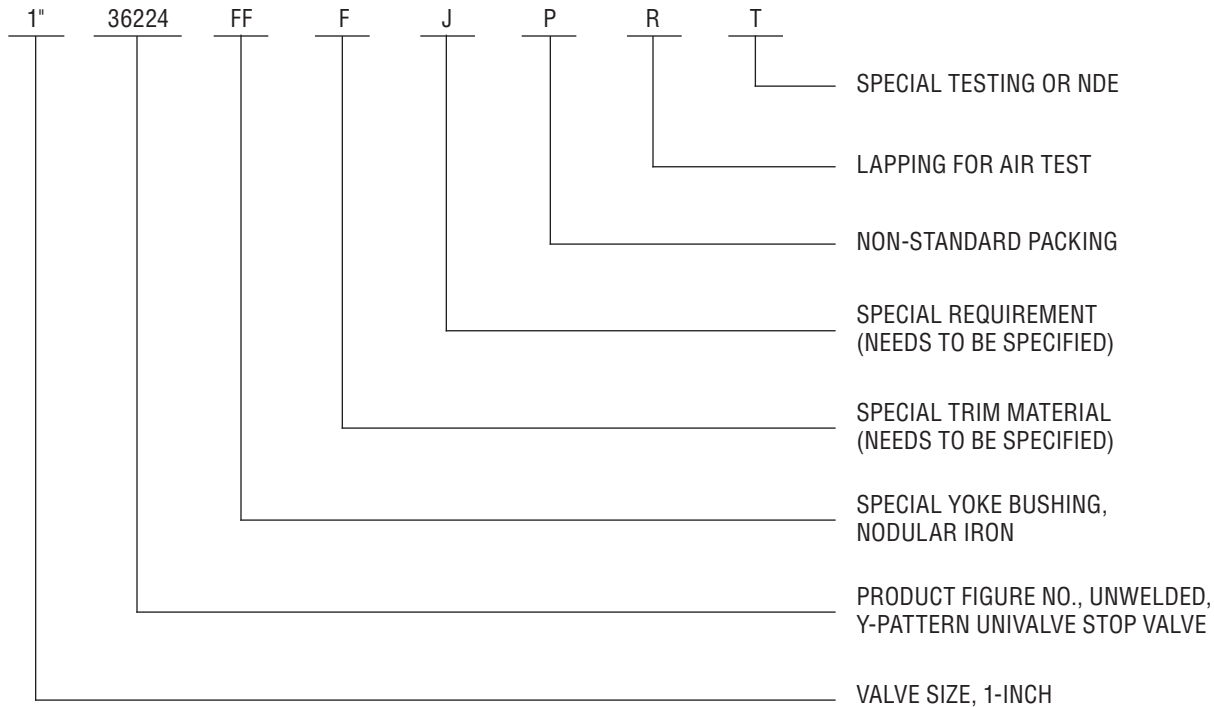 1" 36224 FF F J P R T
SPECIAL TESTING OR NDE
LAPPING FOR AIR TEST
NON-STANDARD PACKING
SPECIAL REQUIREMENT
(NEEDS TO BE SPECIFIED)
SPECIAL TRIM MATERIAL
(NEEDS TO BE SPECIFIED)
SPECIAL YOKE BUSHING,
NODULAR IRON
PRODUCT FIGURE NO., UNWELDED,
Y-PATTERN UNIVALVE STOP VALVE
VALVE SIZE, 1-INCH